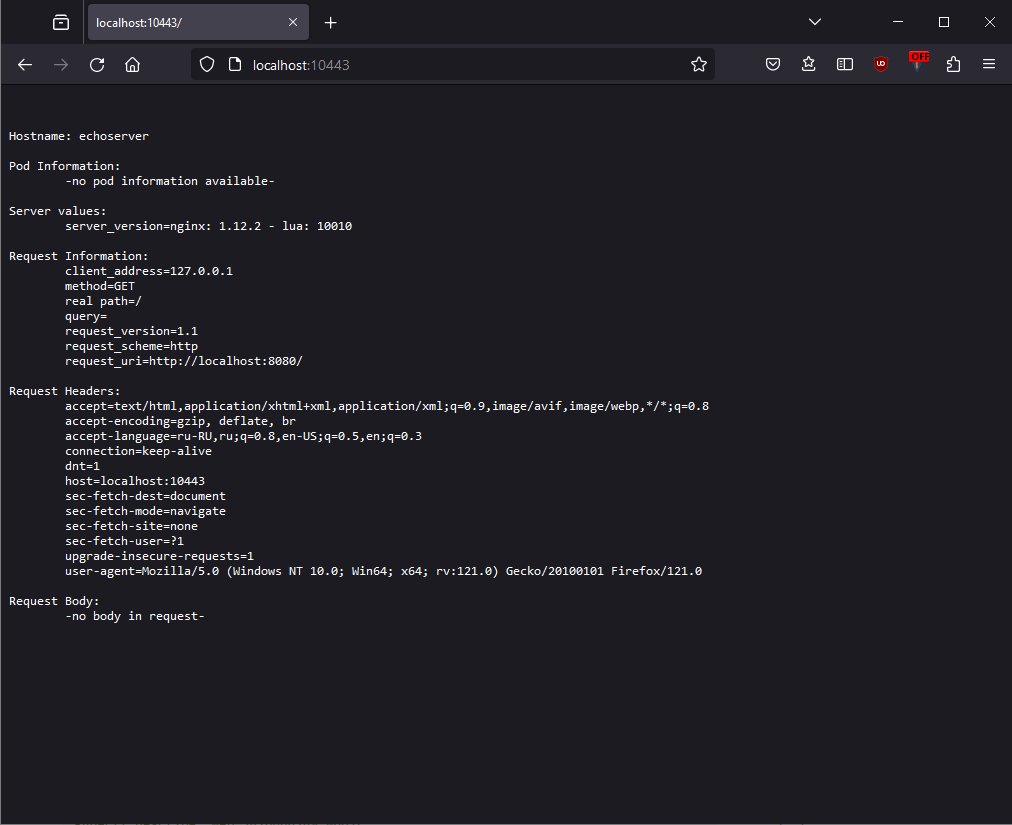 localhost:10443/
localhost:10443
UO
OFF
Hostname: echoserver
Pod Information:
-no pod information available-
Server values:
server_version=nginx: 1.12.2 - lua: 10010
Request Information:
client_address=127.0.0.1
method=GET
real path=/
query=
request_version=1.1
request_scheme=http
request_uri=http://localhost:8080/
Request Headers:
accept=text/html,application/xhtml+xml,application/xml;q=0.9,image/avif,image/webp,*/*;q=0.8
accept-encoding=gzip, deflate, br
accept-language=ru-RU,ru;q=0.8,en-US;q=0.5,en;q=0.3
connection=keep-alive
dnt=1
host=localhost:10443
sec-fetch-dest=document
sec-fetch-mode=navigate
sec-fetch-site=none
sec-fetch-user=?1
upgrade-insecure-requests=1
user-agent=Mozilla/5.0 (Windows NT 10.0; Win64; x64; rv:121.0) Gecko/20100101 Firefox/121.0
Request Body:
-no body in request-